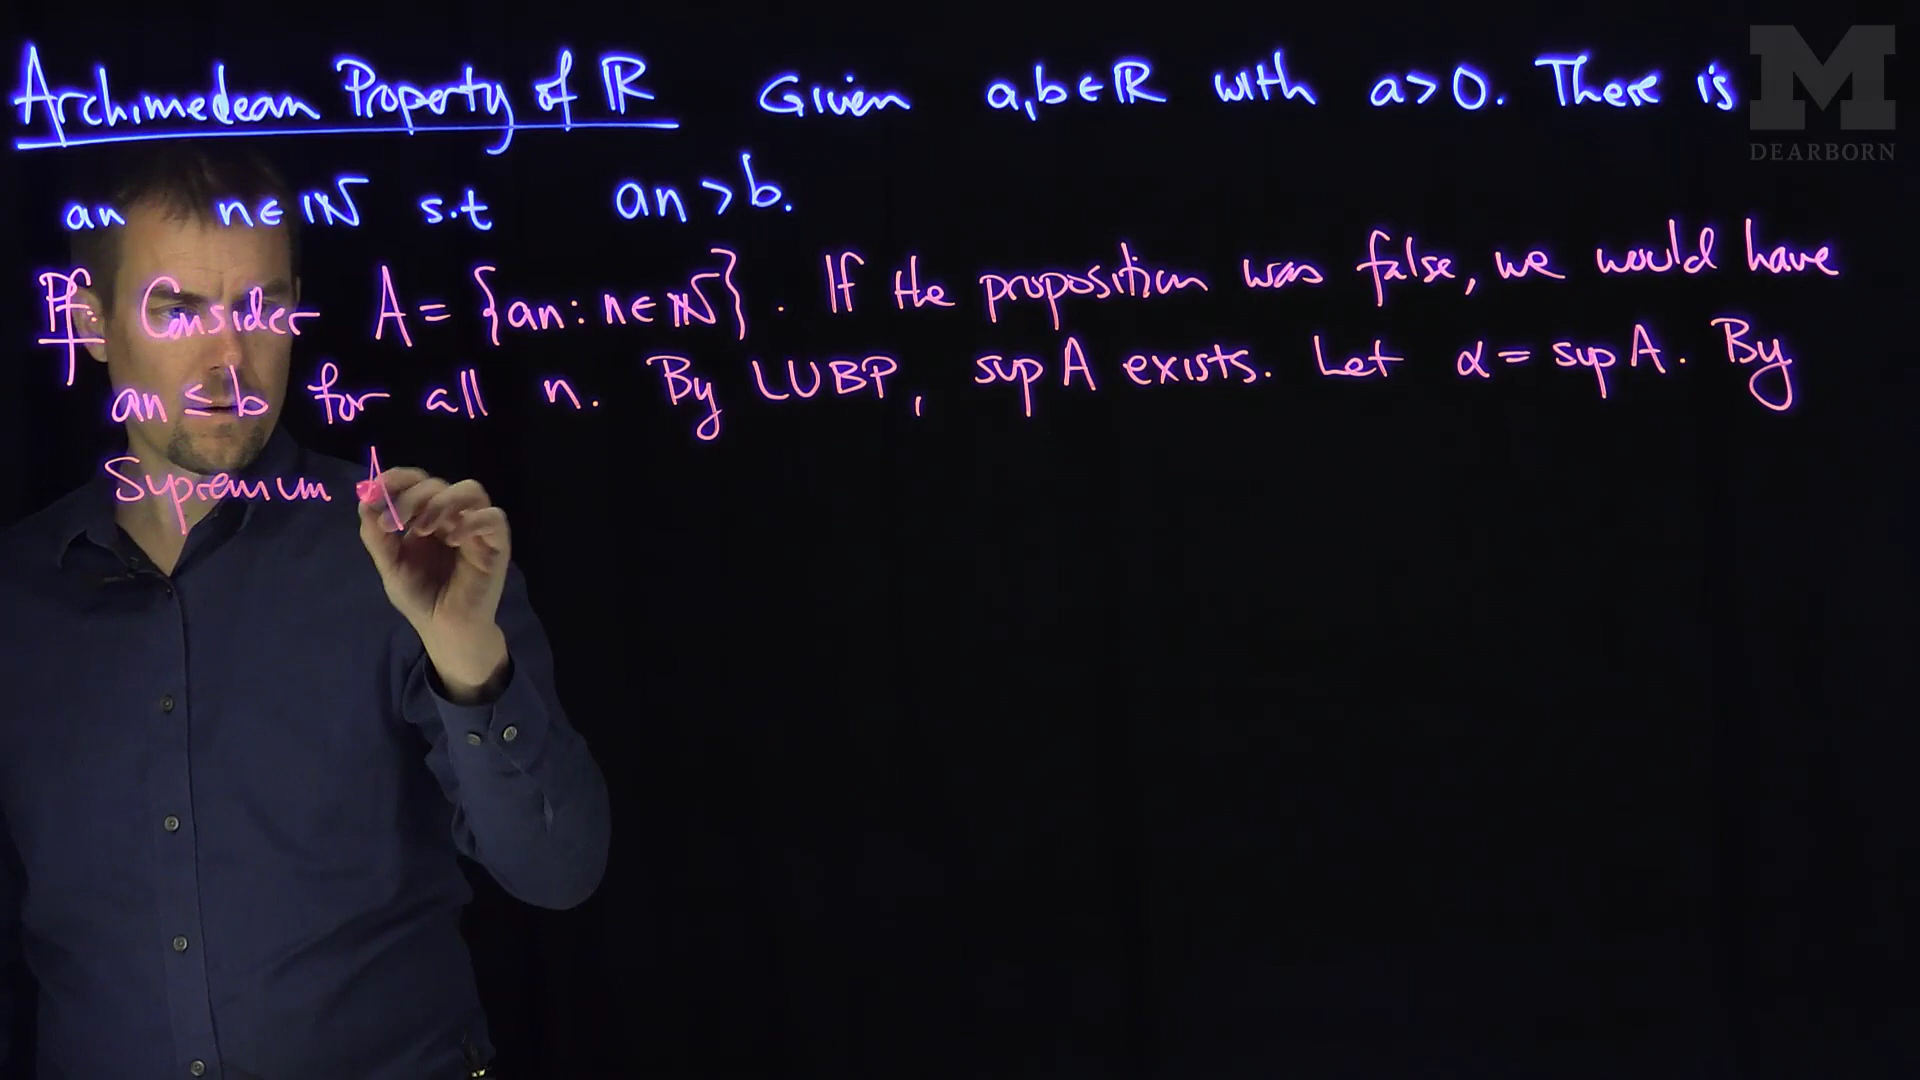 Archimedean Property of ℝ Given a,b∈ℝ with a>0. There is
an n∈ℕ s.t an>b.
Pf: Consider A = {an : n∈ℕ}. If the proposition was false, we would have
an ≤ b for all n. By LUBP, sup A exists. Let α = sup A. By
Supremum A
M
DEARBORN